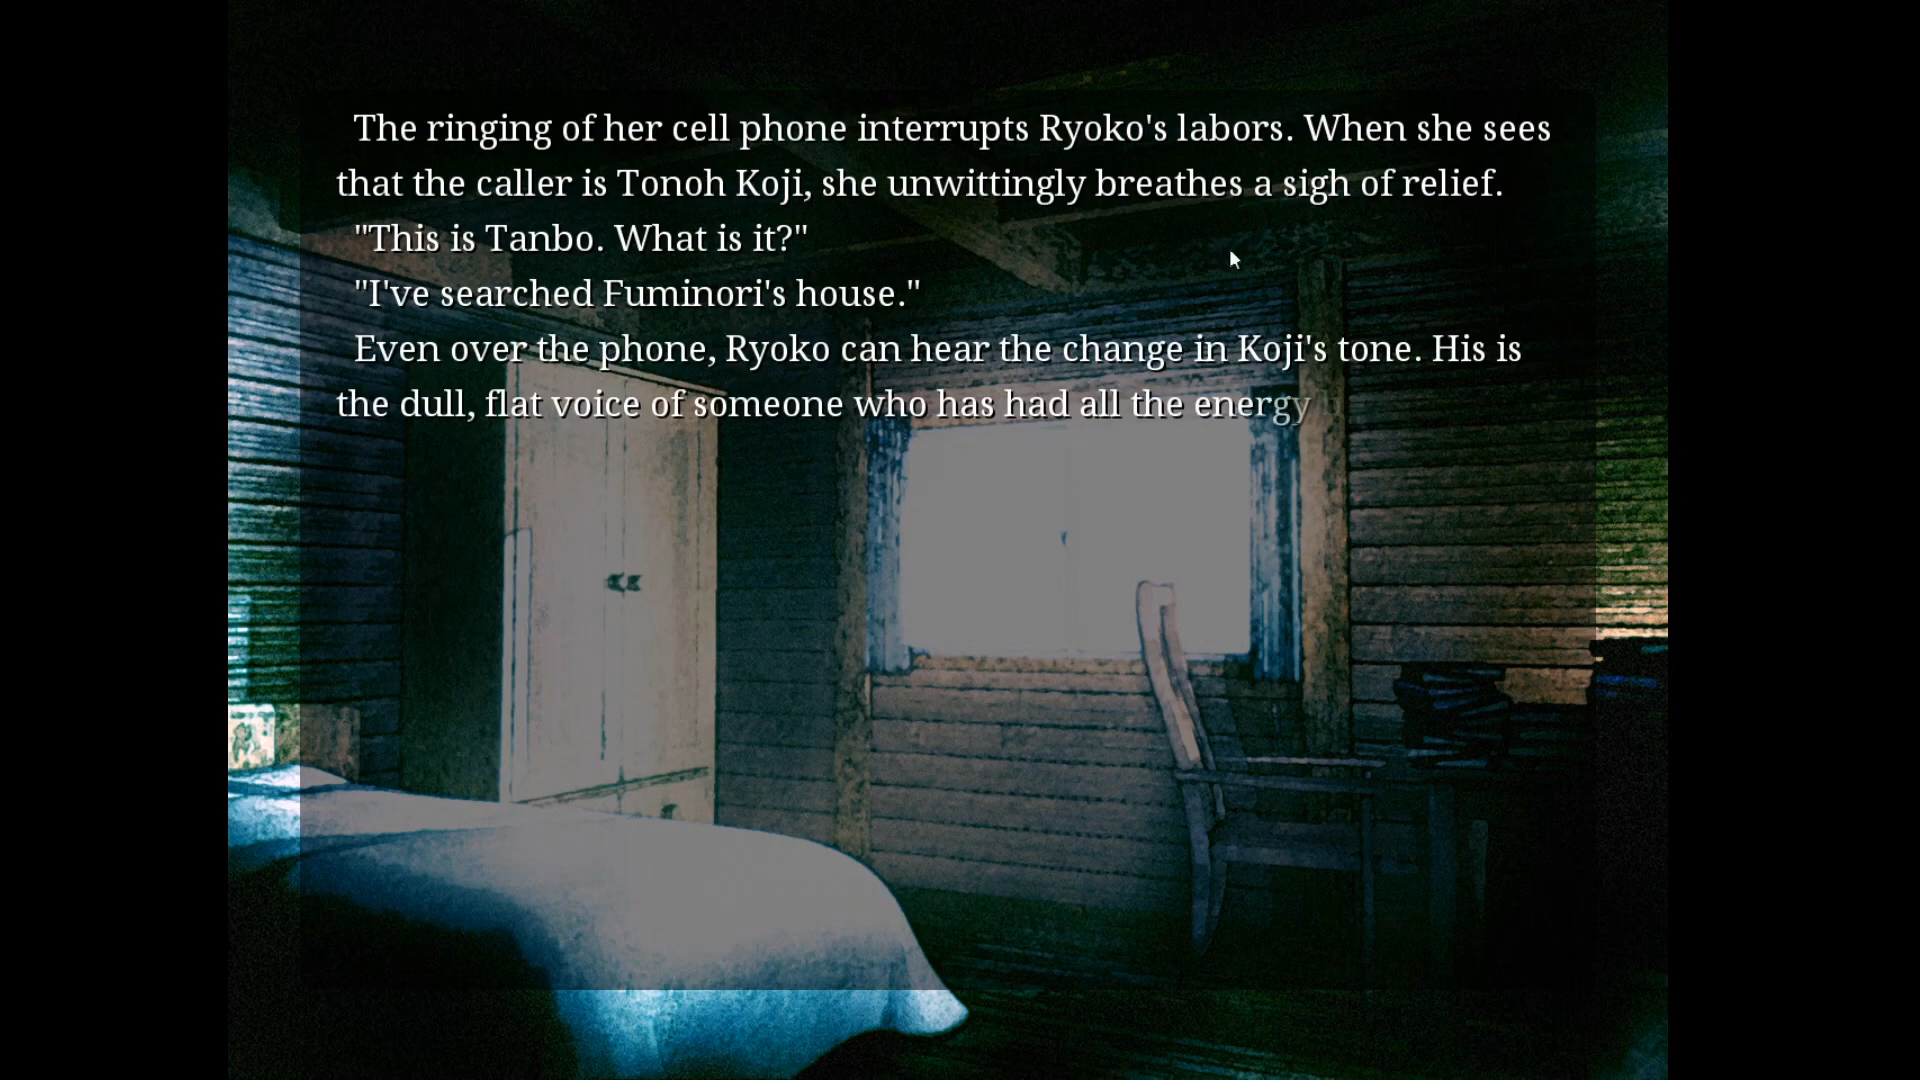 The ringing of her cell phone interrupts Ryoko's labors. When she sees
that the caller is Tonoh Koji, she unwittingly breathes a sigh of relief.
"This is Tanbo. What is it?"
"I've searched Fuminori's house."
Even over the phone, Ryoko can hear the change in Koji's tone. His is
the dull, flat voice of someone who has had all the energy